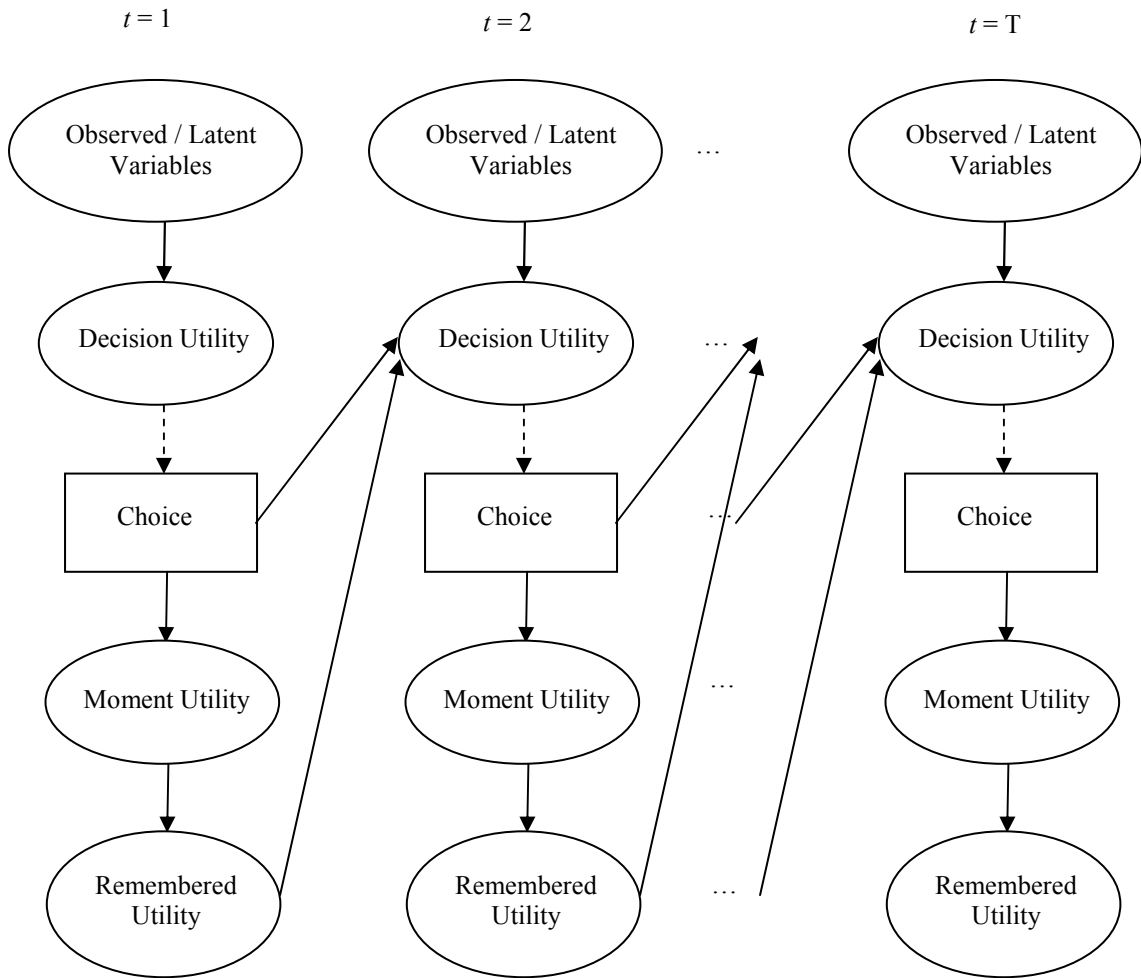 t = 1
t = 2
t = T
Observed / Latent
Variables
Observed / Latent
Variables
...
Observed / Latent
Variables
Decision Utility
Decision Utility
...
Decision Utility
Choice
Choice
...
Choice
Moment Utility
Moment Utility
...
Moment Utility
Remembered
Utility
Remembered
Utility
...
Remembered
Utility